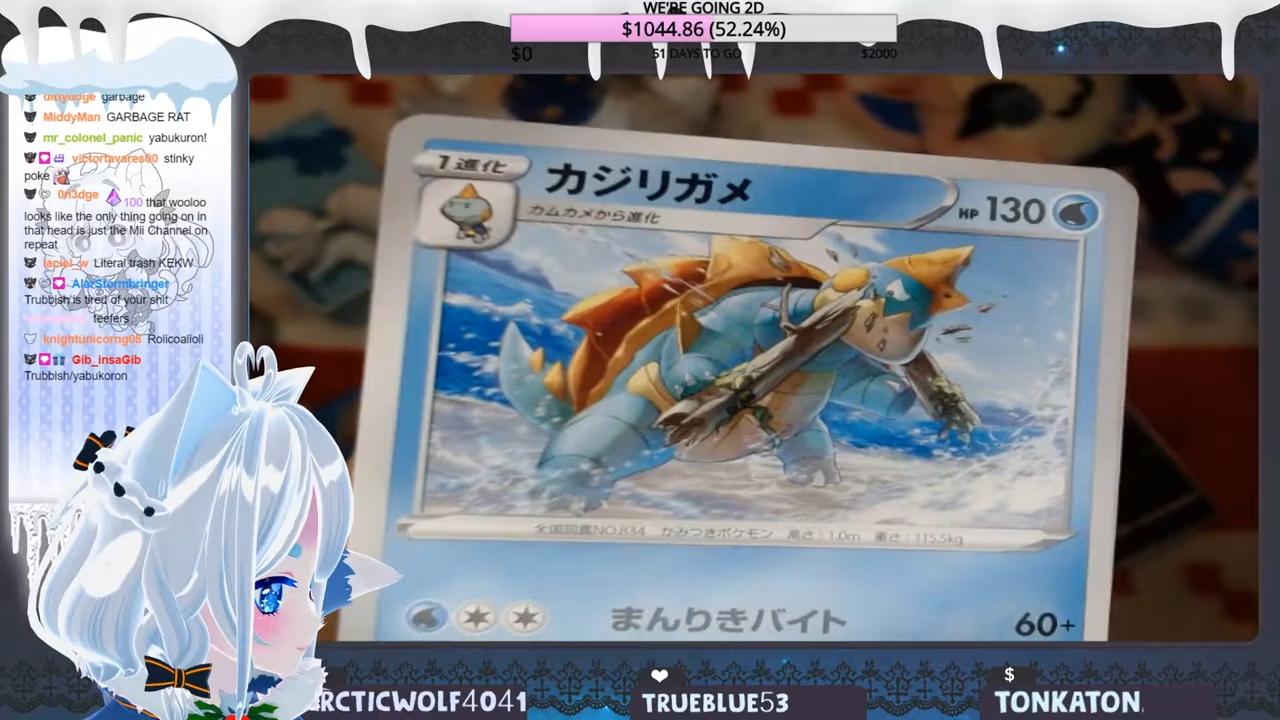 WE'RE GOING 2D
$1044.86 (52.24%)
$0
51 DAYS TO GO
$2000
dittydoge garbage
MiddyMan GARBAGE RAT
mr_colonel_panic yabukuron!
victortavares00 stinky
poke
0n3dge 100 that wooloo
looks like the only thing going on in
that head is just the Mii Channel on
repeat
laciel_w Literal trash KEKW
AlarStormbringer
Trubbish is tired of your shit
teefers
knightunicorng08 Rolicoalloli
Gib_insaGib
Trubbish/yabukoron
1進化
カジリガメ
カムカメから進化
HP 130
全国図鑑NO.834 かみつきポケモン 高さ:1.0m 重さ:115.5kg
まんりきバイト
60+
RCTICWOLF4041
TRUEBLUE53
$
TONKATON